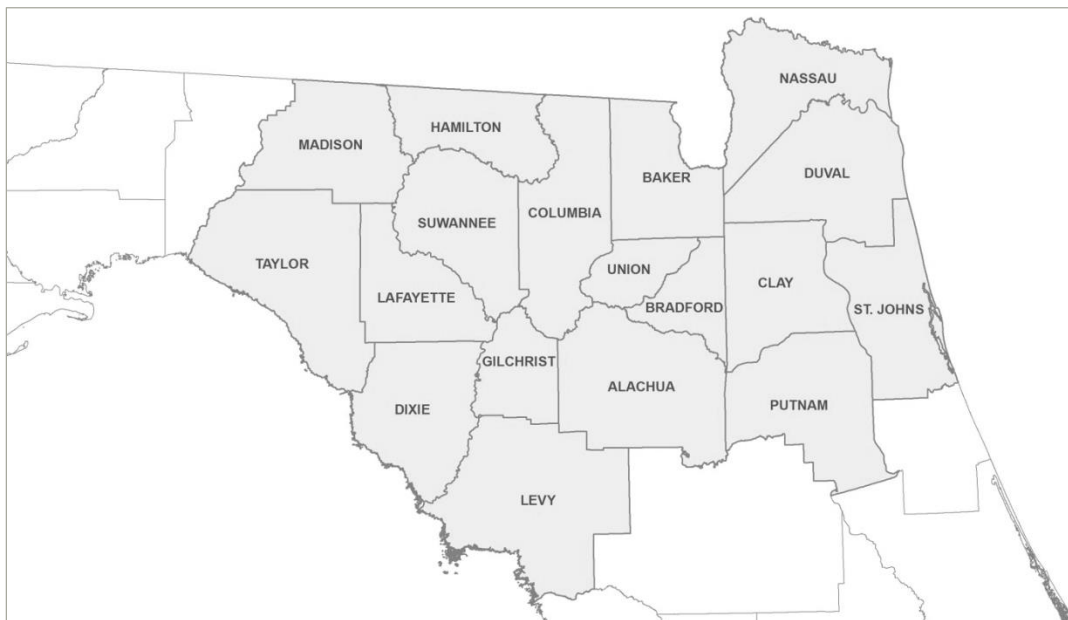 NASSAU
HAMILTON
MADISON
DUVAL
BAKER
COLUMBIA
SUWANNEE
TAYLOR
UNION
CLAY
LAFAYETTE
BRADFORD
ST. JOHNS
GILCHRIST
ALACHUA
PUTNAM
DIXIE
LEVY